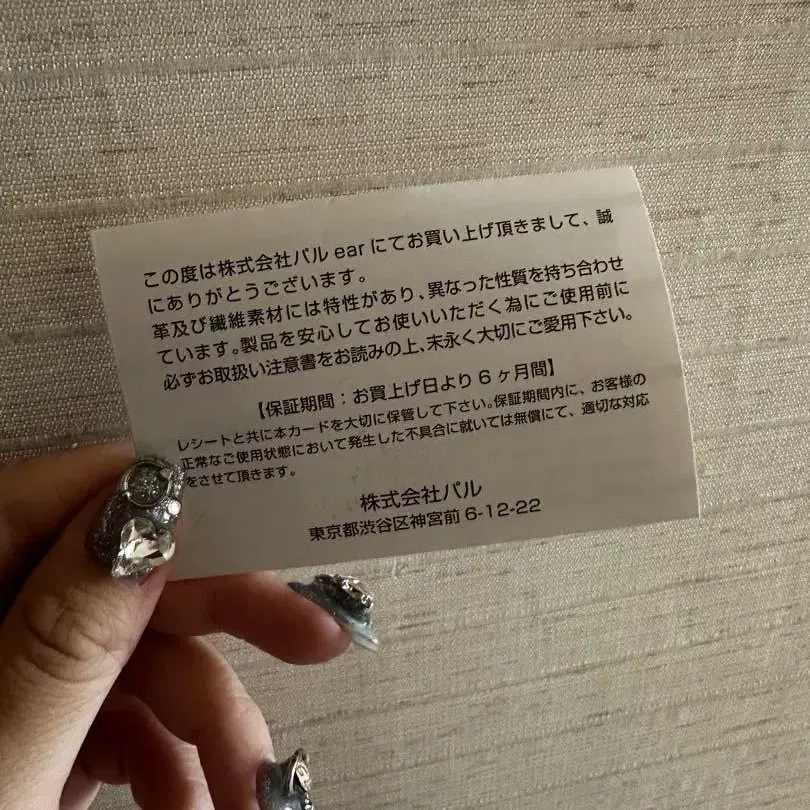 この度は株式会社パル ear にてお買い上げ頂きまして、誠
にありがとうございます。
革及び繊維素材には特性があり、異なった性質を持ち合わせ
ています。製品を安心してお使いいただく為にご使用前に
必ずお取扱い注意書をお読みの上、末永く大切にご愛用下さい。
【保証期間：お買上げ日より 6 ヶ月間】
レシートと共に本カードを大切に保管して下さい。保証期間内に、お客様の
正常なご使用状態において発生した不具合に就いては無償にて、適切な対応
をさせて頂きます。
株式会社パル
東京都渋谷区神宮前 6-12-22